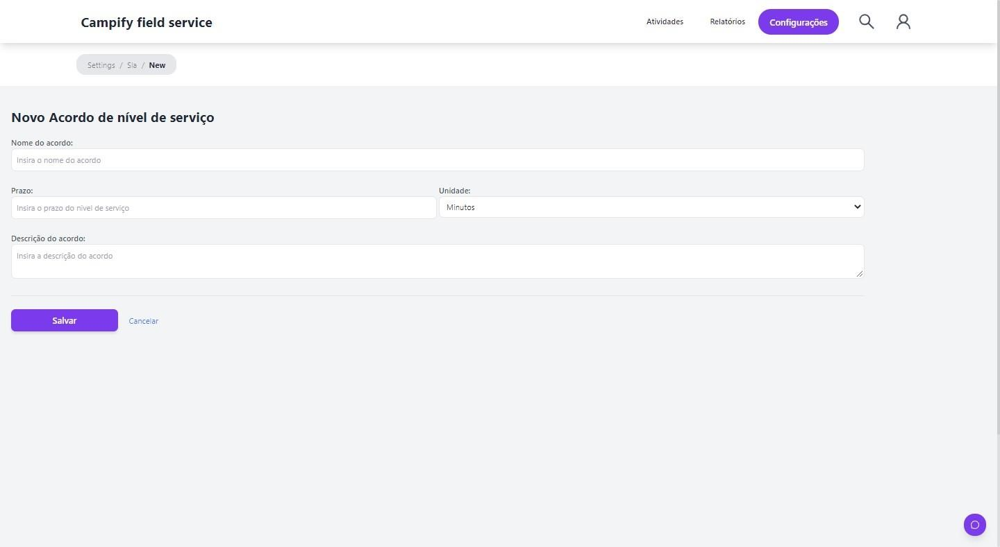 Campify field service
Atividades
Relatórios
Configurações
Settings / Sla / New
Novo Acordo de nível de serviço
Nome do acordo:
Insira o nome do acordo
Prazo:
Unidade:
Insira o prazo do nivel de serviço
Minutos
Descrição do acordo:
Insira a descrição do acordo
Salvar
Cancelar